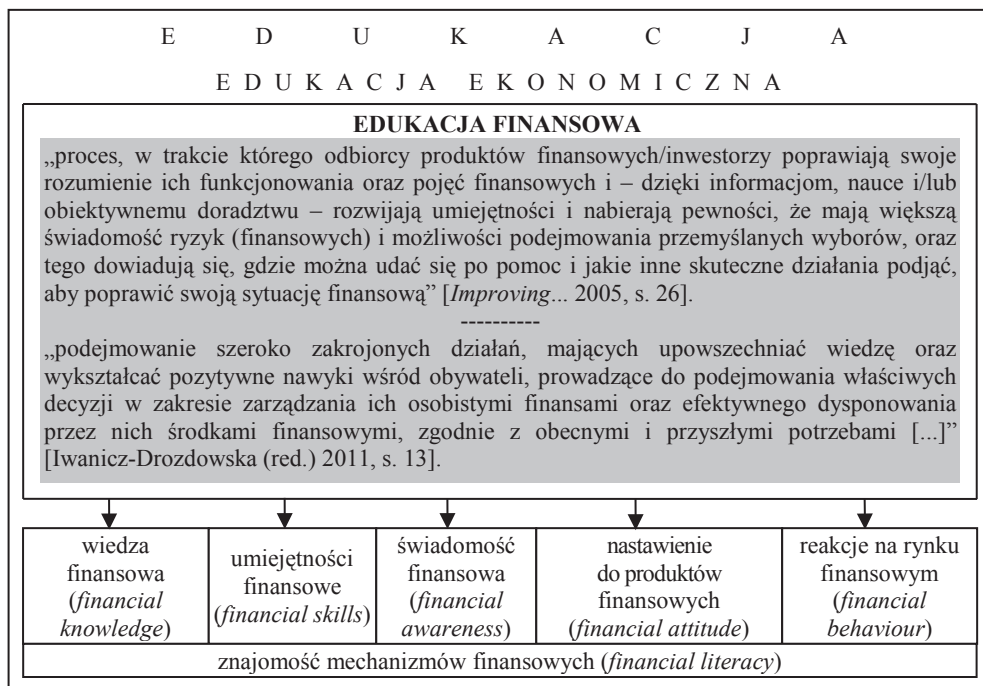 E D U K A C J A
E D U K A C J A E K O N O M I C Z N A
EDUKACJA FINANSOWA
„proces, w trakcie którego odbiorcy produktów finansowych/inwestorzy poprawiają swoje
rozumienie ich funkcjonowania oraz pojęć finansowych i – dzięki informacjom, nauce i/lub
obiektywnemu doradztwu – rozwijają umiejętności i nabierają pewności, że mają większą
świadomość ryzyk (finansowych) i możliwości podejmowania przemyślanych wyborów, oraz
tego dowiadują się, gdzie można udać się po pomoc i jakie inne skuteczne działania podjąć,
aby poprawić swoją sytuację finansową” [Improving... 2005, s. 26].
----------
„podejmowanie szeroko zakrojonych działań, mających upowszechniać wiedzę oraz
wykształcać pozytywne nawyki wśród obywateli, prowadzące do podejmowania właściwych
decyzji w zakresie zarządzania ich osobistymi finansami oraz efektywnego dysponowania
przez nich środkami finansowymi, zgodnie z obecnymi i przyszłymi potrzebami [...]”
[Iwanicz-Drozdowska (red.) 2011, s. 13].
wiedza
finansowa
(financial
knowledge)
umiejętności
finansowe
(financial skills)
świadomość
finansowa
(financial
awareness)
nastawienie
do produktów
finansowych
(financial attitude)
reakcje na rynku
finansowym
(financial
behaviour)
znajomość mechanizmów finansowych (financial literacy)